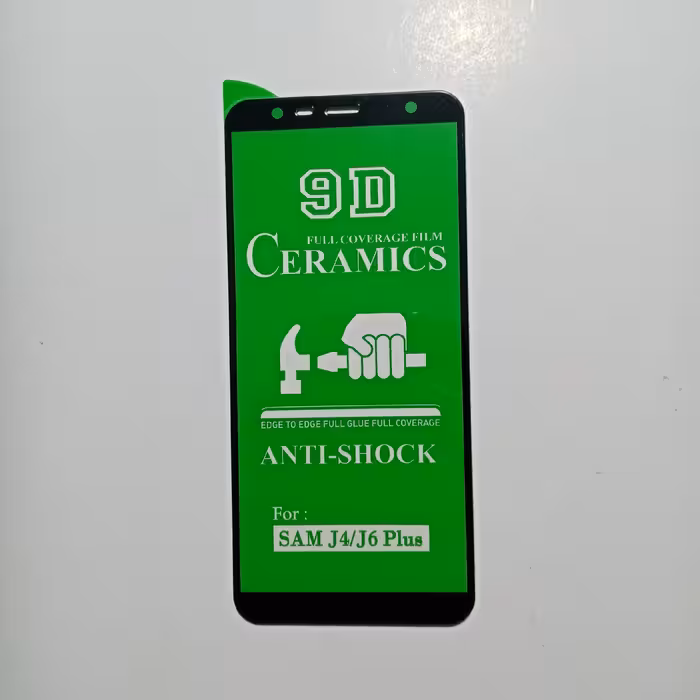 9D
FULL COVERAGE FILM
CERAMICS
EDGE TO EDGE FULL GLUE FULL COVERAGE
ANTI-SHOCK
For :
SAM J4/J6 Plus